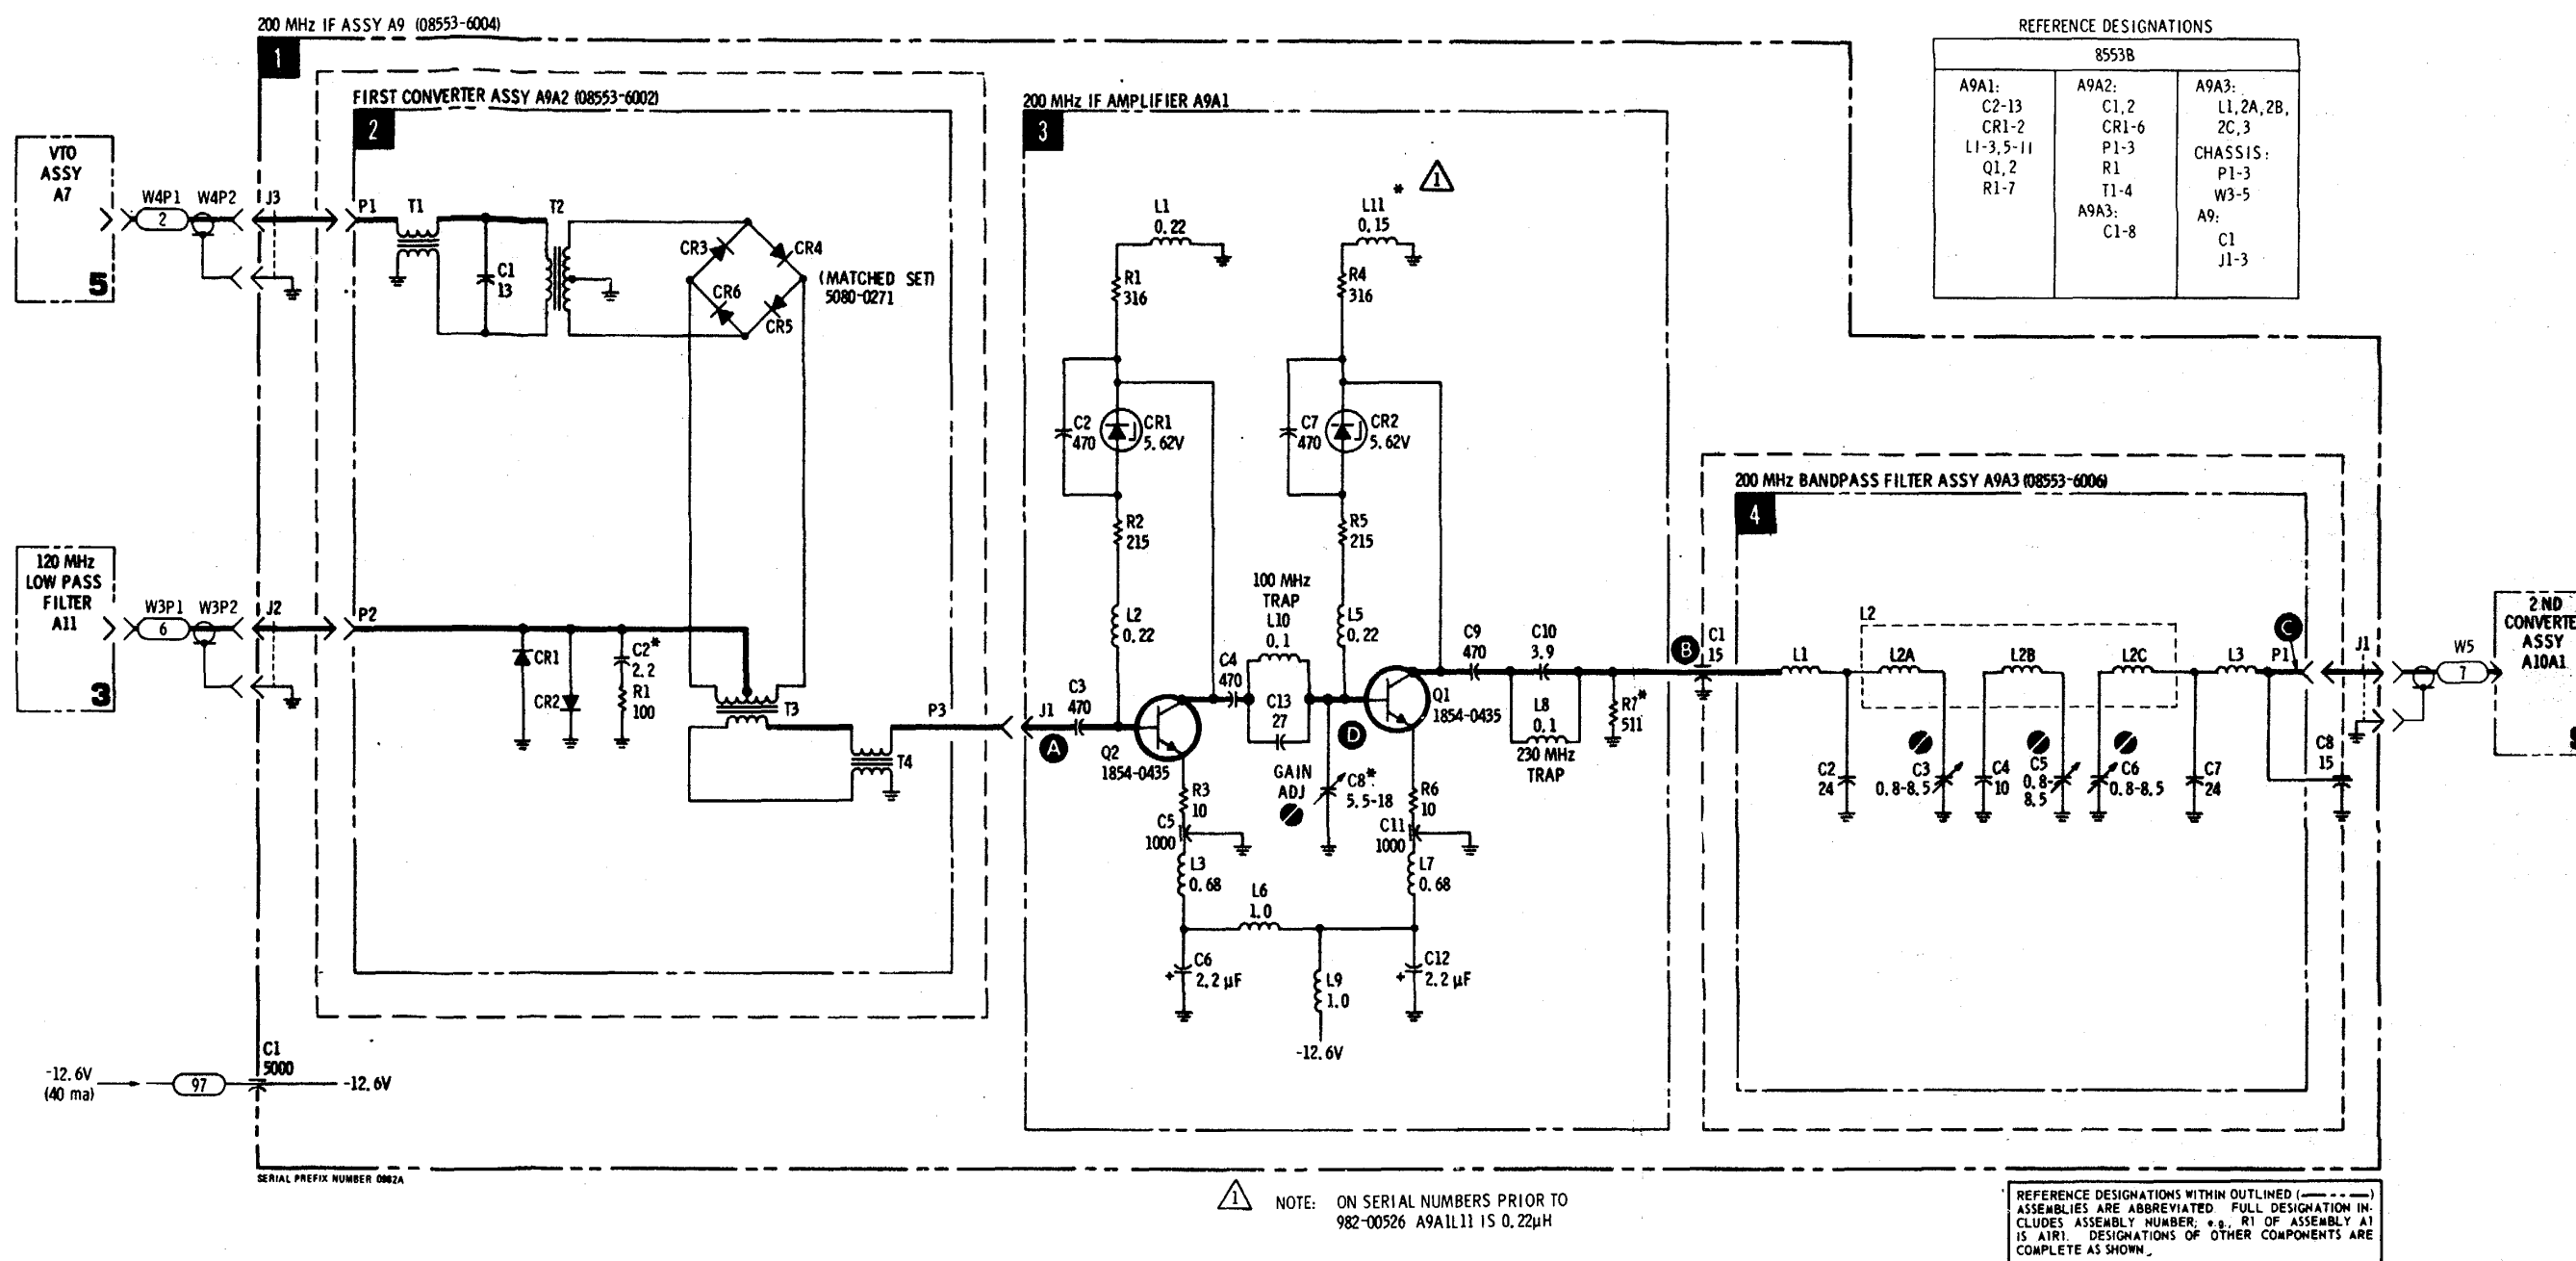 200 MHz IF ASSY A9 (08553-6004)
1
FIRST CONVERTER ASSY A9A2 (08553-6002)
2
VTO
ASSY
A7
5
W4P1
2
W4P2
J3
P1
T1
C1
13
T2
CR3
CR4
CR6
CR5
(MATCHED SET)
5080-0271
120 MHz
LOW PASS
FILTER
A11
3
W3P1
6
W3P2
J2
P2
CR1
CR2
C2*
2.2
R1
100
T3
T4
P3
-12.6V
(40 ma)
97
C1
5000
-12.6V
SERIAL PREFIX NUMBER 0982A
200 MHz IF AMPLIFIER A9A1
3
L1
0.22
R1
316
C2
470
CR1
5.62V
R2
215
L2
0.22
J1
A
C3
470
Q2
1854-0435
R3
10
C5
1000
L3
0.68
C6
+
2.2 µF
L6
1.0
L9
1.0
-12.6V
C4
470
100 MHz
TRAP
L10
0.1
C13
27
GAIN
ADJ
C8*
5.5-18
D
L11
0.15
*
1
R4
316
C7
470
CR2
5.62V
R5
215
L5
0.22
Q1
1854-0435
R6
10
C11
1000
L7
0.68
C12
+
2.2 µF
C9
470
C10
3.9
L8
0.1
230 MHz
TRAP
R7*
511
B
C1
15
200 MHz BANDPASS FILTER ASSY A9A3 (08553-6006)
4
L1
L2
L2A
L2B
L2C
L3
C2
24
C3
0.8-8.5
C4
10
C5
0.8-
8.5
C6
0.8-8.5
C7
24
C
P1
C8
15
J1
W5
7
2 ND
CONVERTE
ASSY
A10A1
REFERENCE DESIGNATIONS
8553B
A9A1:
C2-13
CR1-2
L1-3,5-11
Q1,2
R1-7
A9A2:
C1,2
CR1-6
P1-3
R1
T1-4
A9A3:
C1-8
A9A3:
L1,2A,2B,
2C,3
CHASSIS:
P1-3
W3-5
A9:
C1
J1-3
1 NOTE: ON SERIAL NUMBERS PRIOR TO
982-00526 A9A1L11 IS 0.22µH
REFERENCE DESIGNATIONS WITHIN OUTLINED (— - - —)
ASSEMBLIES ARE ABBREVIATED. FULL DESIGNATION IN-
CLUDES ASSEMBLY NUMBER; e.g., R1 OF ASSEMBLY A1
IS A1R1. DESIGNATIONS OF OTHER COMPONENTS ARE
COMPLETE AS SHOWN.